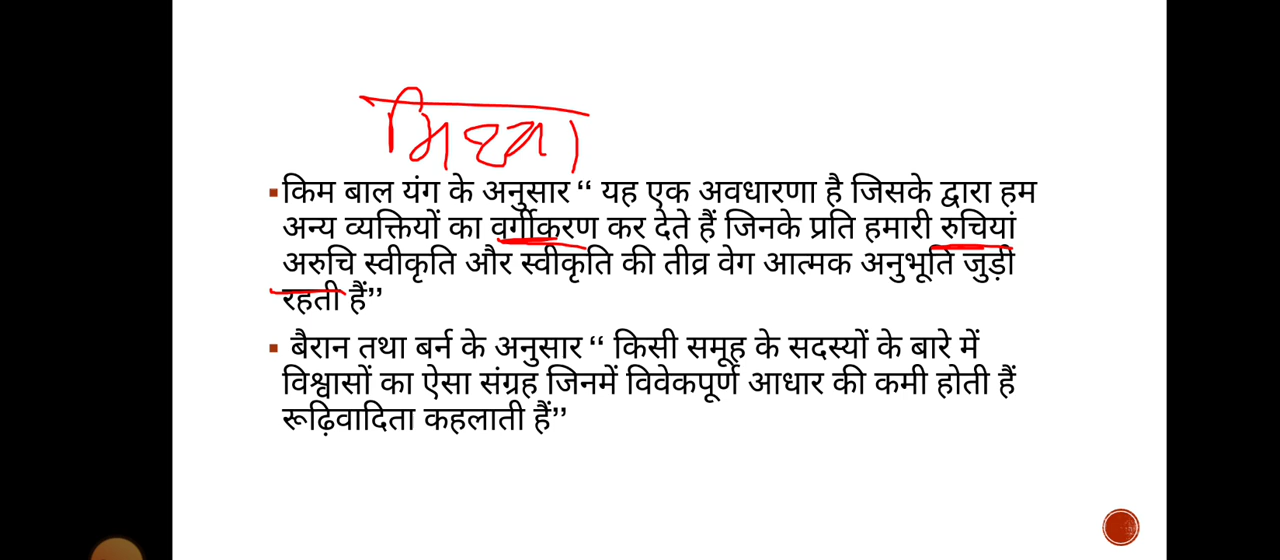 मिथ्या
किम बाल यंग के अनुसार “ यह एक अवधारणा है जिसके द्वारा हम
अन्य व्यक्तियों का वर्गीकरण कर देते हैं जिनके प्रति हमारी रुचियां
अरुचि स्वीकृति और स्वीकृति की तीव्र वेग आत्मक अनुभूति जुड़ी
रहती हैं”
बैरान तथा बर्न के अनुसार “ किसी समूह के सदस्यों के बारे में
विश्वासों का ऐसा संग्रह जिनमें विवेकपूर्ण आधार की कमी होती हैं
रूढ़िवादिता कहलाती हैं”